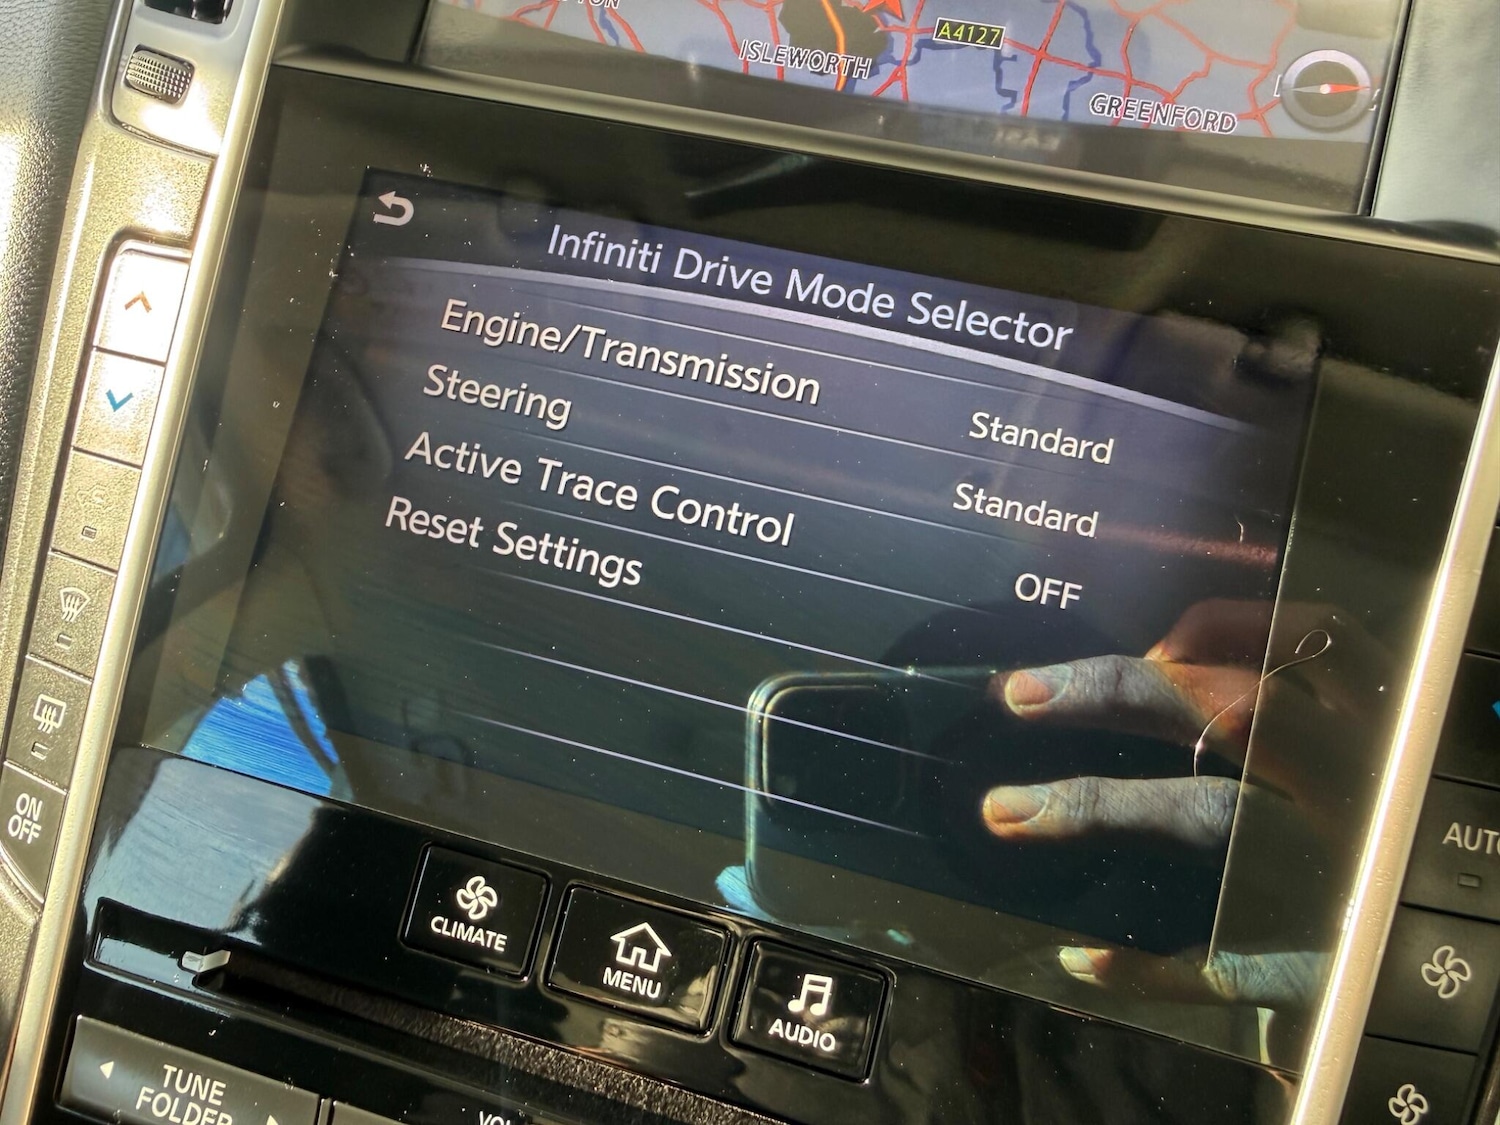 A4127
ISLEWORTH
GREENFORD
Infiniti Drive Mode Selector
Engine/Transmission Standard
Steering Standard
Active Trace Control OFF
Reset Settings
ON
OFF
CLIMATE
MENU
AUDIO
TUNE
FOLDER